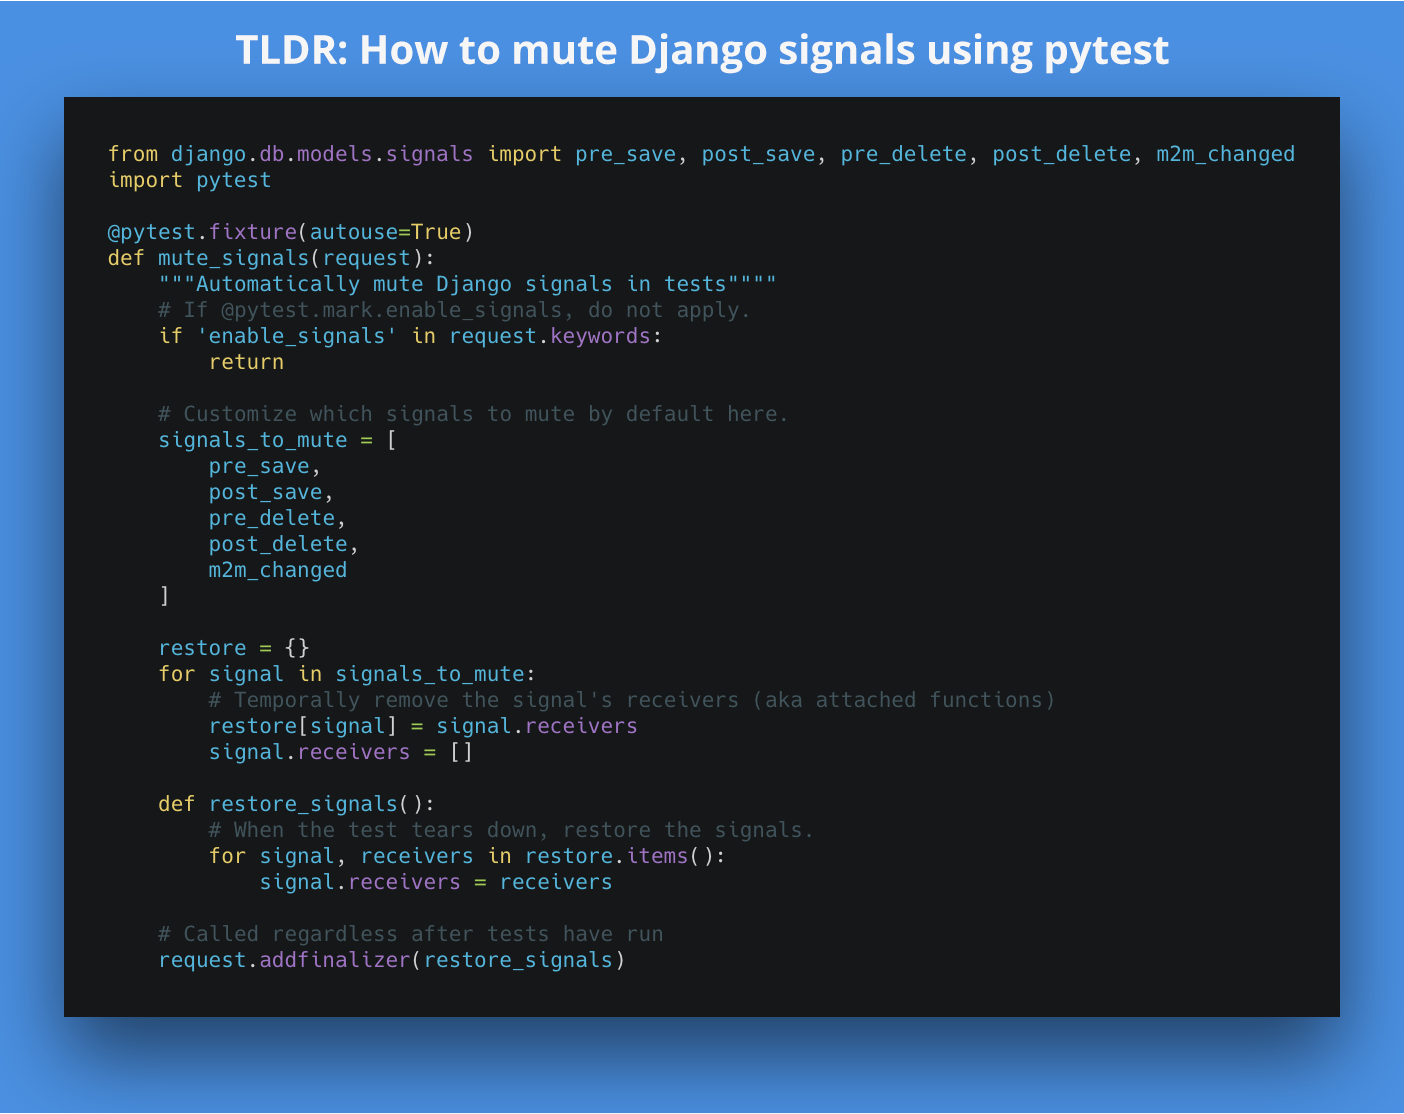 TLDR: How to mute Django signals using pytest
from django.db.models.signals import pre_save, post_save, pre_delete, post_delete, m2m_changed
import pytest

@pytest.fixture(autouse=True)
def mute_signals(request):
    """Automatically mute Django signals in tests""""
    # If @pytest.mark.enable_signals, do not apply.
    if 'enable_signals' in request.keywords:
        return

    # Customize which signals to mute by default here.
    signals_to_mute = [
        pre_save,
        post_save,
        pre_delete,
        post_delete,
        m2m_changed
    ]

    restore = {}
    for signal in signals_to_mute:
        # Temporally remove the signal's receivers (aka attached functions)
        restore[signal] = signal.receivers
        signal.receivers = []

    def restore_signals():
        # When the test tears down, restore the signals.
        for signal, receivers in restore.items():
            signal.receivers = receivers

    # Called regardless after tests have run
    request.addfinalizer(restore_signals)